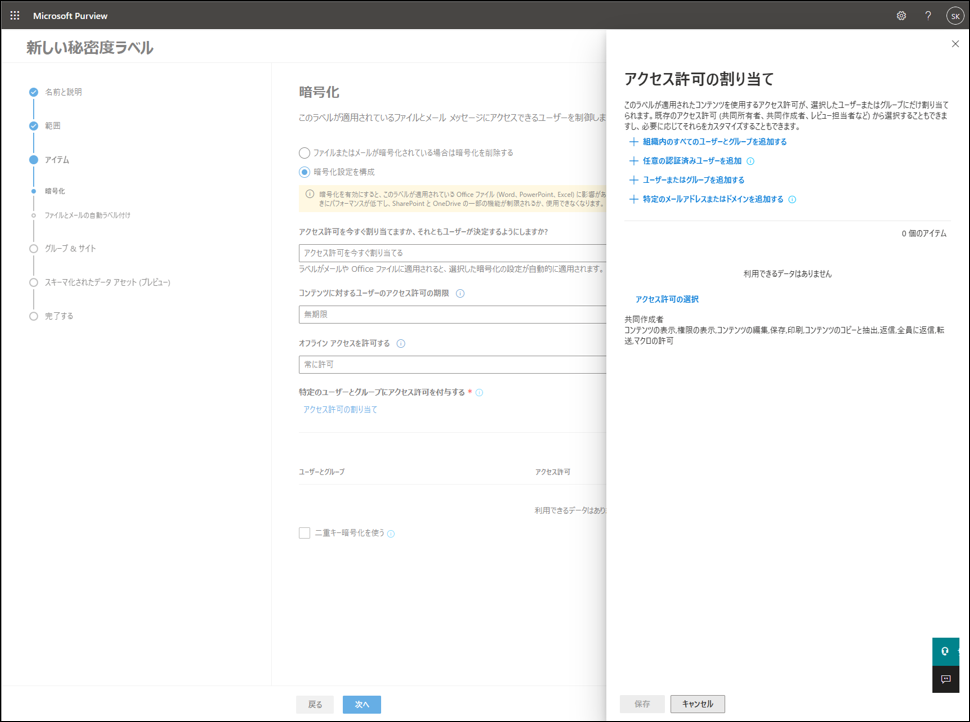 Microsoft Purview
SK
新しい秘密度ラベル
名前と説明
範囲
アイテム
暗号化
ファイルとメールの自動ラベル付け
グループ & サイト
スキーマ化されたデータ アセット (プレビュー)
完了する
暗号化
このラベルが適用されているファイルとメール メッセージにアクセスできるユーザーを制御しま
ファイルまたはメールが暗号化されている場合は暗号化を削除する
暗号化設定を構成
暗号化を有効にすると、このラベルが適用されている Office ファイル (Word、PowerPoint、Excel) に影響があ
きにパフォーマンスが低下し、SharePoint と OneDrive の一部の機能が制限されるか、使用できなくなります。
アクセス許可を今すぐ割り当てますか、それともユーザーが決定するようにしますか?
アクセス許可を今すぐ割り当てる
ラベルがメールや Office ファイルに適用されると、選択した暗号化の設定が自動的に適用されます。
コンテンツに対するユーザーのアクセス許可の期限
無期限
オフライン アクセスを許可する
常に許可
特定のユーザーとグループにアクセス許可を付与する *
アクセス許可の割り当て
ユーザーとグループ アクセス許可
利用できるデータはあり
二重キー暗号化を使う
戻る 次へ
アクセス許可の割り当て
このラベルが適用されたコンテンツを使用するアクセス許可が、選択したユーザーまたはグループにだけ割り当て
られます。既存のアクセス許可 (共同所有者、共同作成者、レビュー担当者など) から選択することもできま
すし、必要に応じてそれらをカスタマイズすることもできます。
組織内のすべてのユーザーとグループを追加する
任意の認証済みユーザーを追加
ユーザーまたはグループを追加する
特定のメールアドレスまたはドメインを追加する
0 個のアイテム
利用できるデータはありません
アクセス許可の選択
共同作成者
コンテンツの表示,権限の表示,コンテンツの編集,保存,印刷,コンテンツのコピーと抽出,返信,全員に返信,転
送,マクロの許可
保存 キャンセル